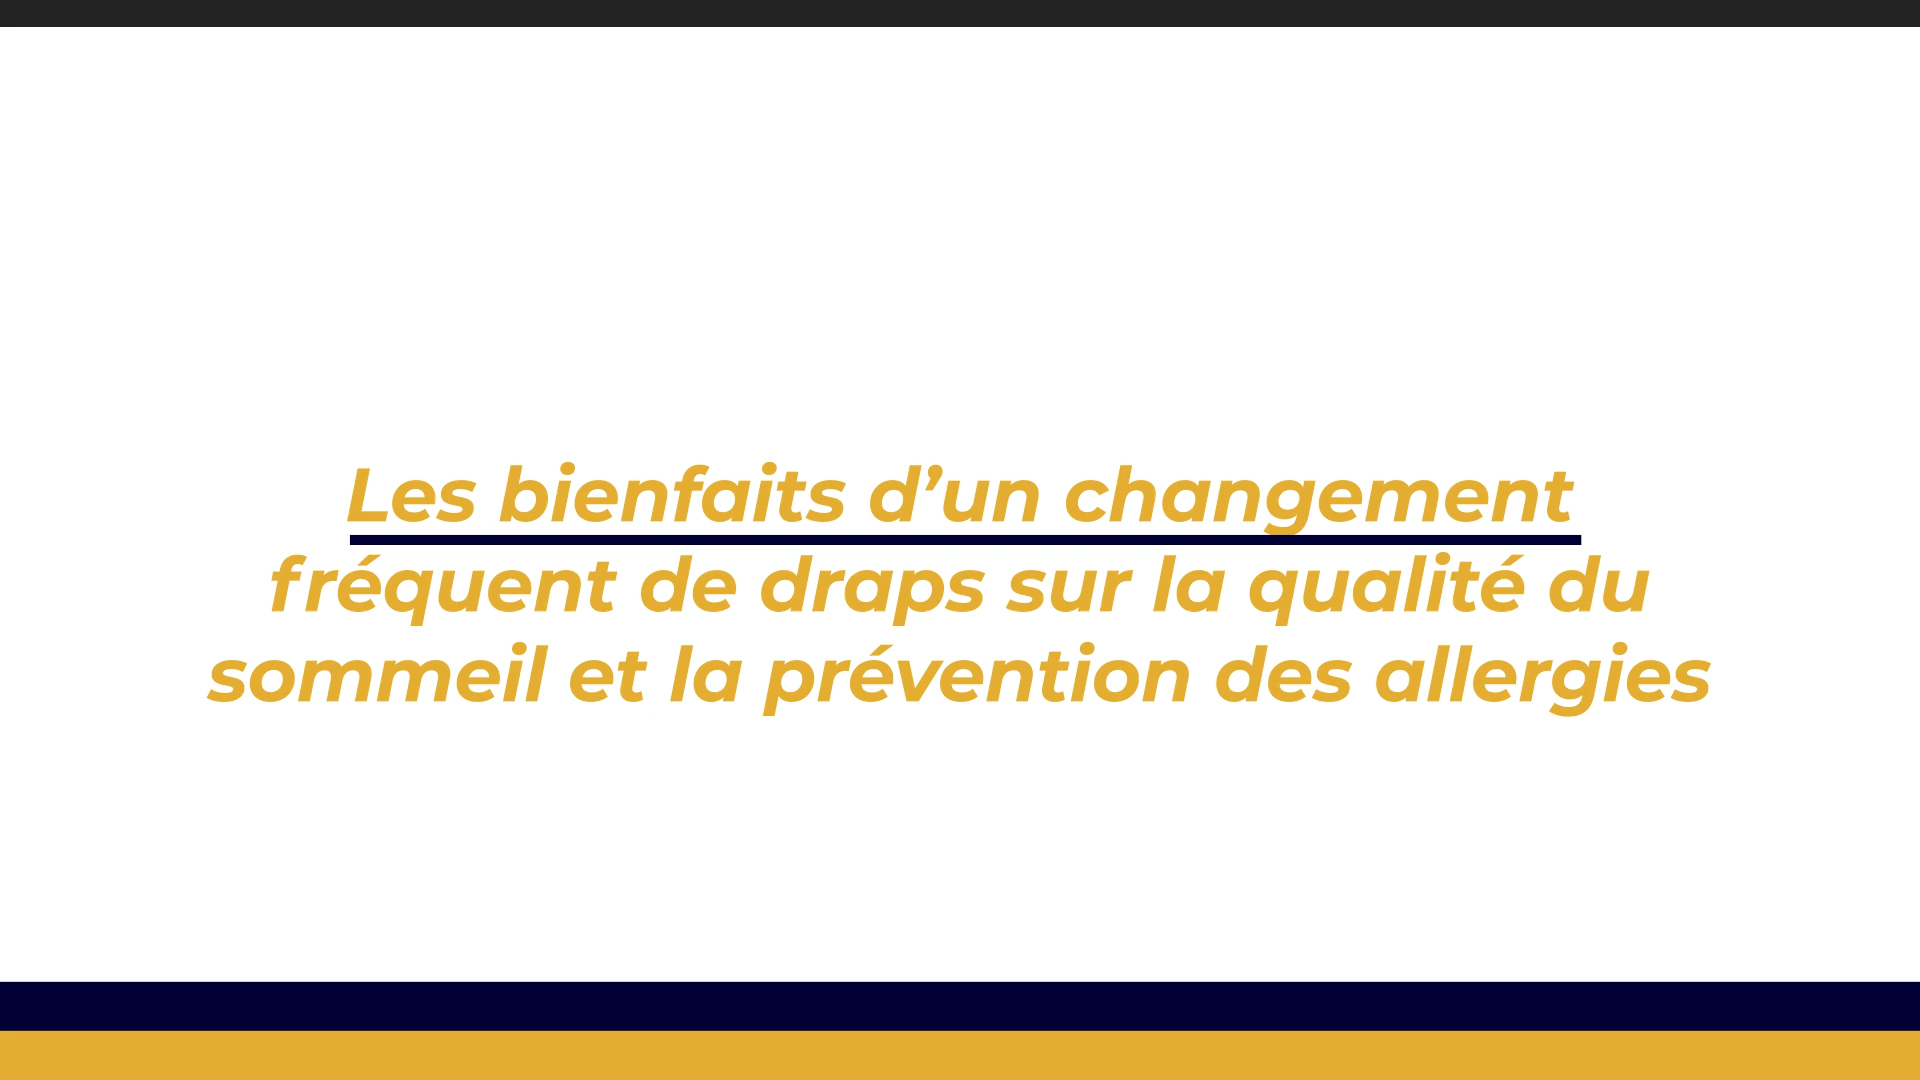 Les bienfaits d’un changement
fréquent de draps sur la qualité du
sommeil et la prévention des allergies